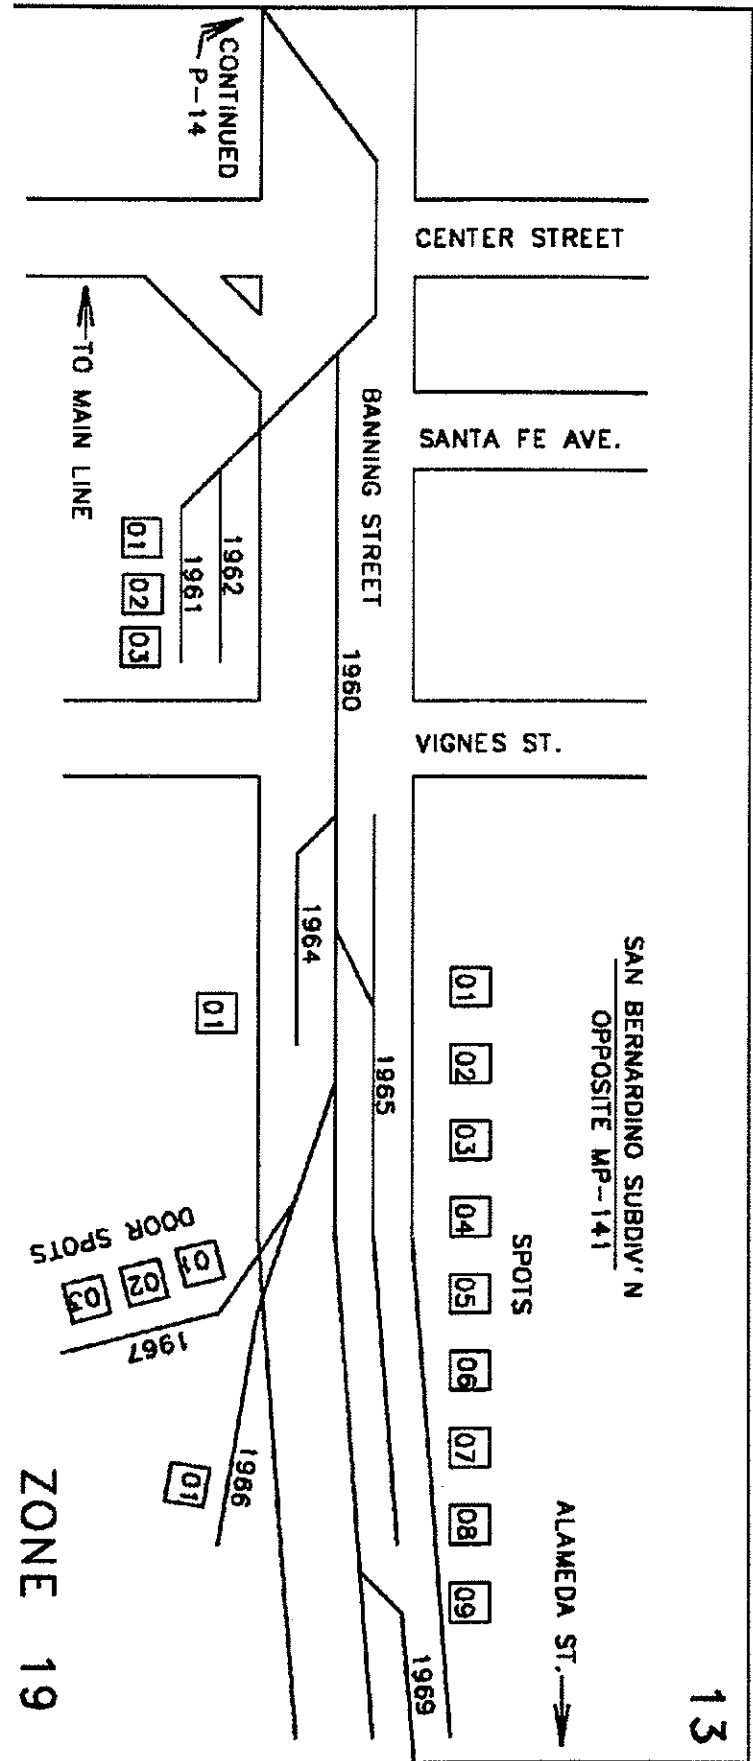 13
SAN BERNARDINO SUBDIV'N
OPPOSITE MP-141
ALAMEDA ST.
SPOTS
01 02 03 04 05 06 07 08 09
CENTER STREET
SANTA FE AVE.
VIGNES ST.
BANNING STREET
1960
1965
1969
1964
1962
1961
01 02 03
01
CONTINUED
P-14
TO MAIN LINE
1966
01
1967
01 02 03
DOOR SPOTS
ZONE 19